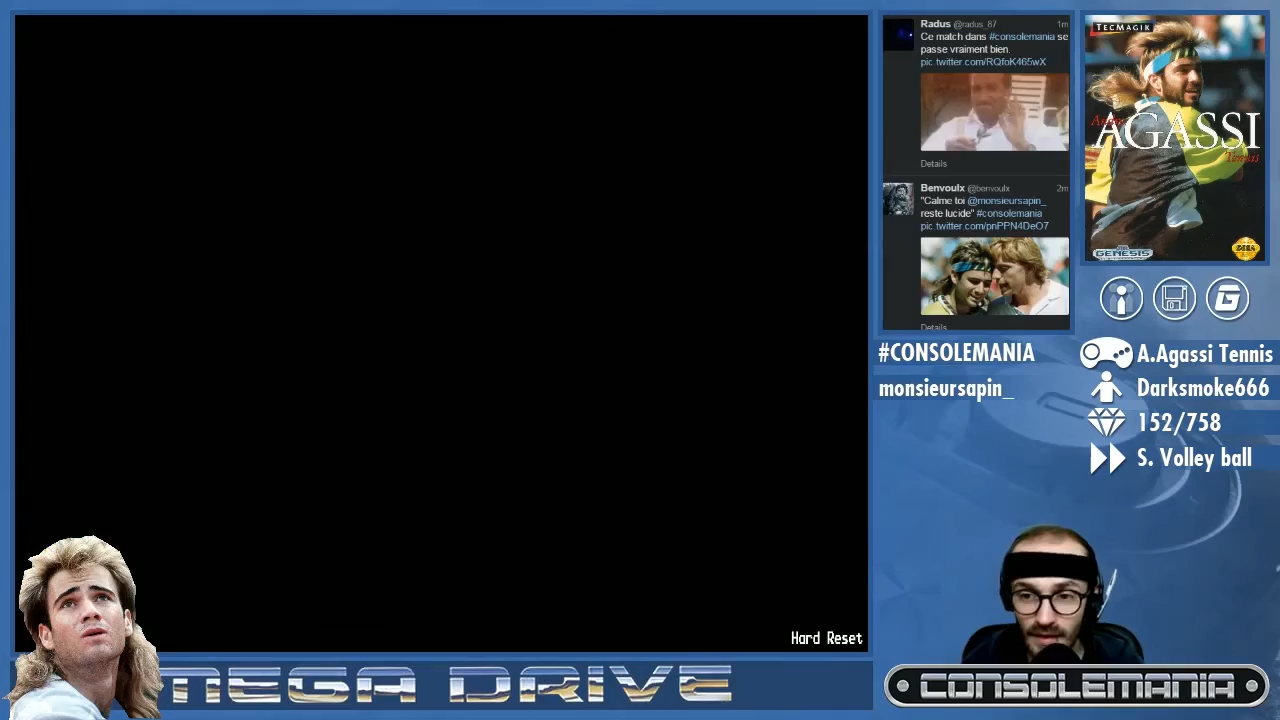 Radus @radus_87 1m
Ce match dans #consolemania se
passe vraiment bien.
pic.twitter.com/RQfoK465wX
Details
Benvoulx @benvoulx 2m
"Calme toi @monsieursapin_
reste lucide" #consolemania
pic.twitter.com/pnPPN4DeO7
Details
TECMAGIK
Andre
AGASSI
Tennis
GENESIS
SEGA
#CONSOLEMANIA
monsieursapin_
A.Agassi Tennis
Darksmoke666
152/758
S. Volley ball
Hard Reset
MEGA DRIVE
CONSOLEMANIA